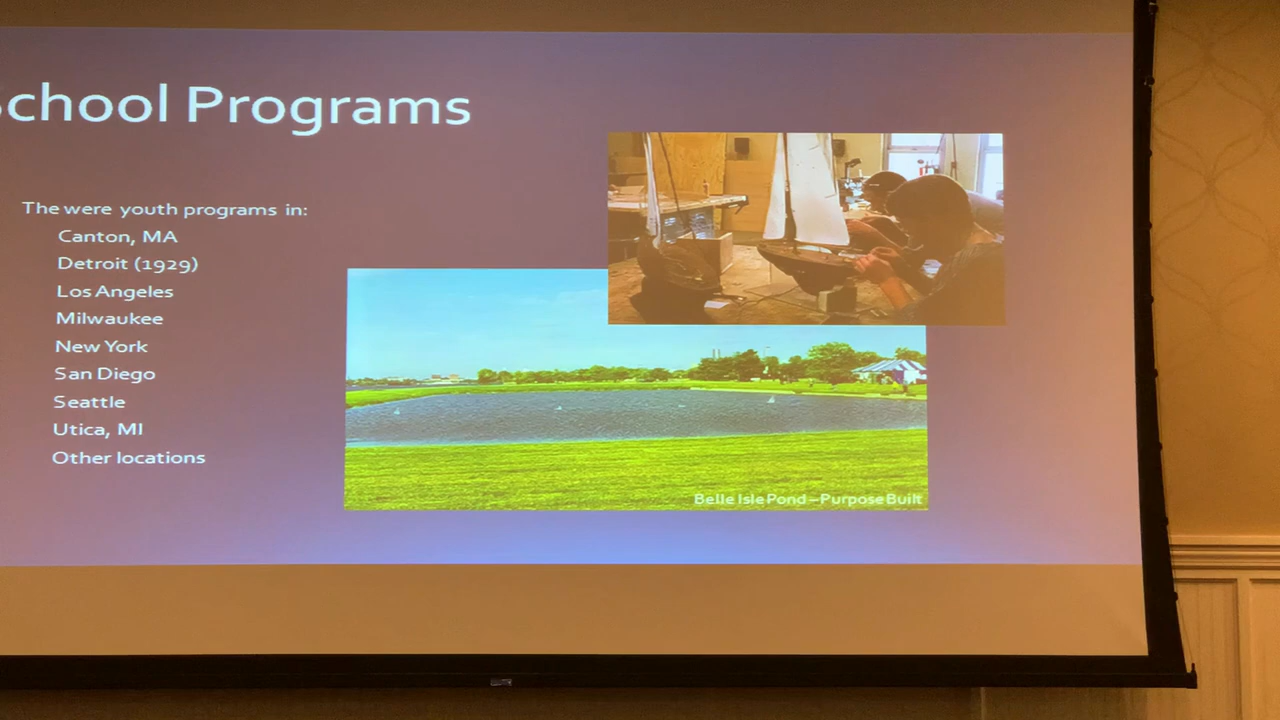 School Programs
The were youth programs in:
Canton, MA
Detroit (1929)
Los Angeles
Milwaukee
New York
San Diego
Seattle
Utica, MI
Other locations
Belle Isle Pond – Purpose Built